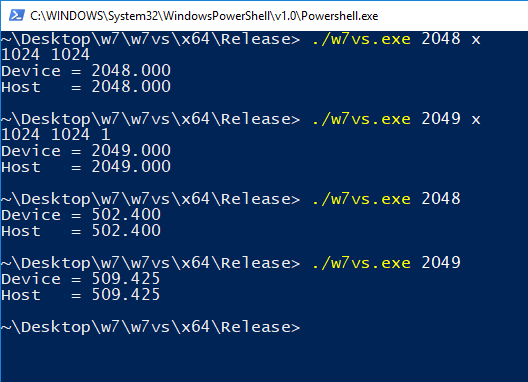 C:\WINDOWS\System32\WindowsPowerShell\v1.0\Powershell.exe
~\Desktop\w7\w7vs\x64\Release> ./w7vs.exe 2048 x
1024 1024
Device = 2048.000
Host   = 2048.000
~\Desktop\w7\w7vs\x64\Release> ./w7vs.exe 2049 x
1024 1024 1
Device = 2049.000
Host   = 2049.000
~\Desktop\w7\w7vs\x64\Release> ./w7vs.exe 2048
Device = 502.400
Host   = 502.400
~\Desktop\w7\w7vs\x64\Release> ./w7vs.exe 2049
Device = 509.425
Host   = 509.425
~\Desktop\w7\w7vs\x64\Release>